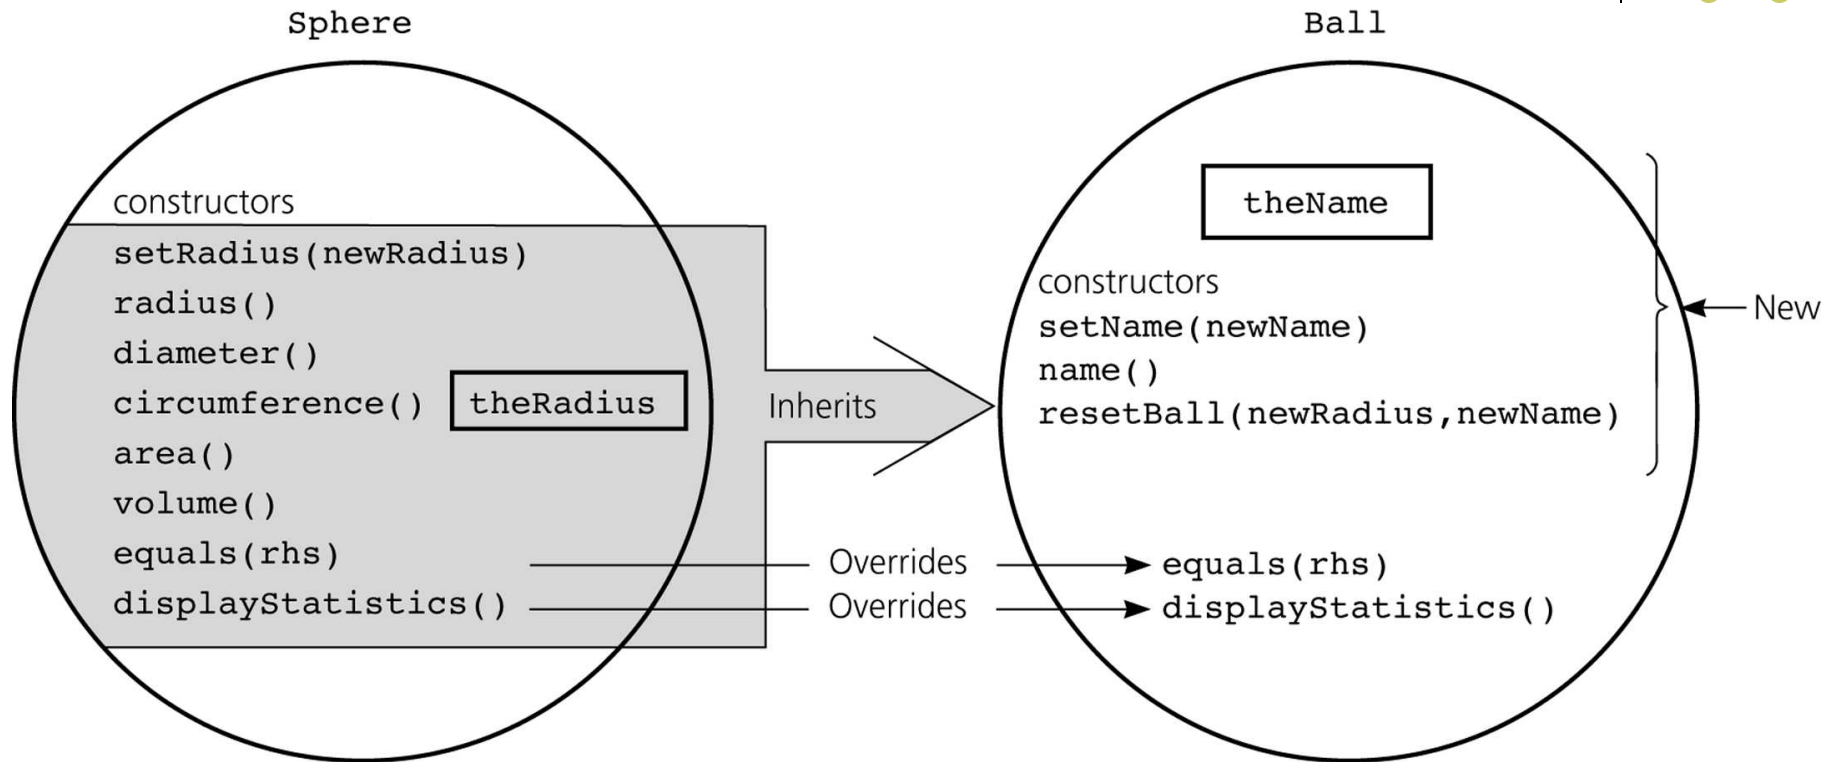 Sphere
constructors
setRadius(newRadius)
radius()
diameter()
circumference()
theRadius
area()
volume()
equals(rhs)
displayStatistics()
Inherits
Overrides
Overrides
Ball
theName
constructors
setName(newName)
name()
resetBall(newRadius,newName)
New
equals(rhs)
displayStatistics()